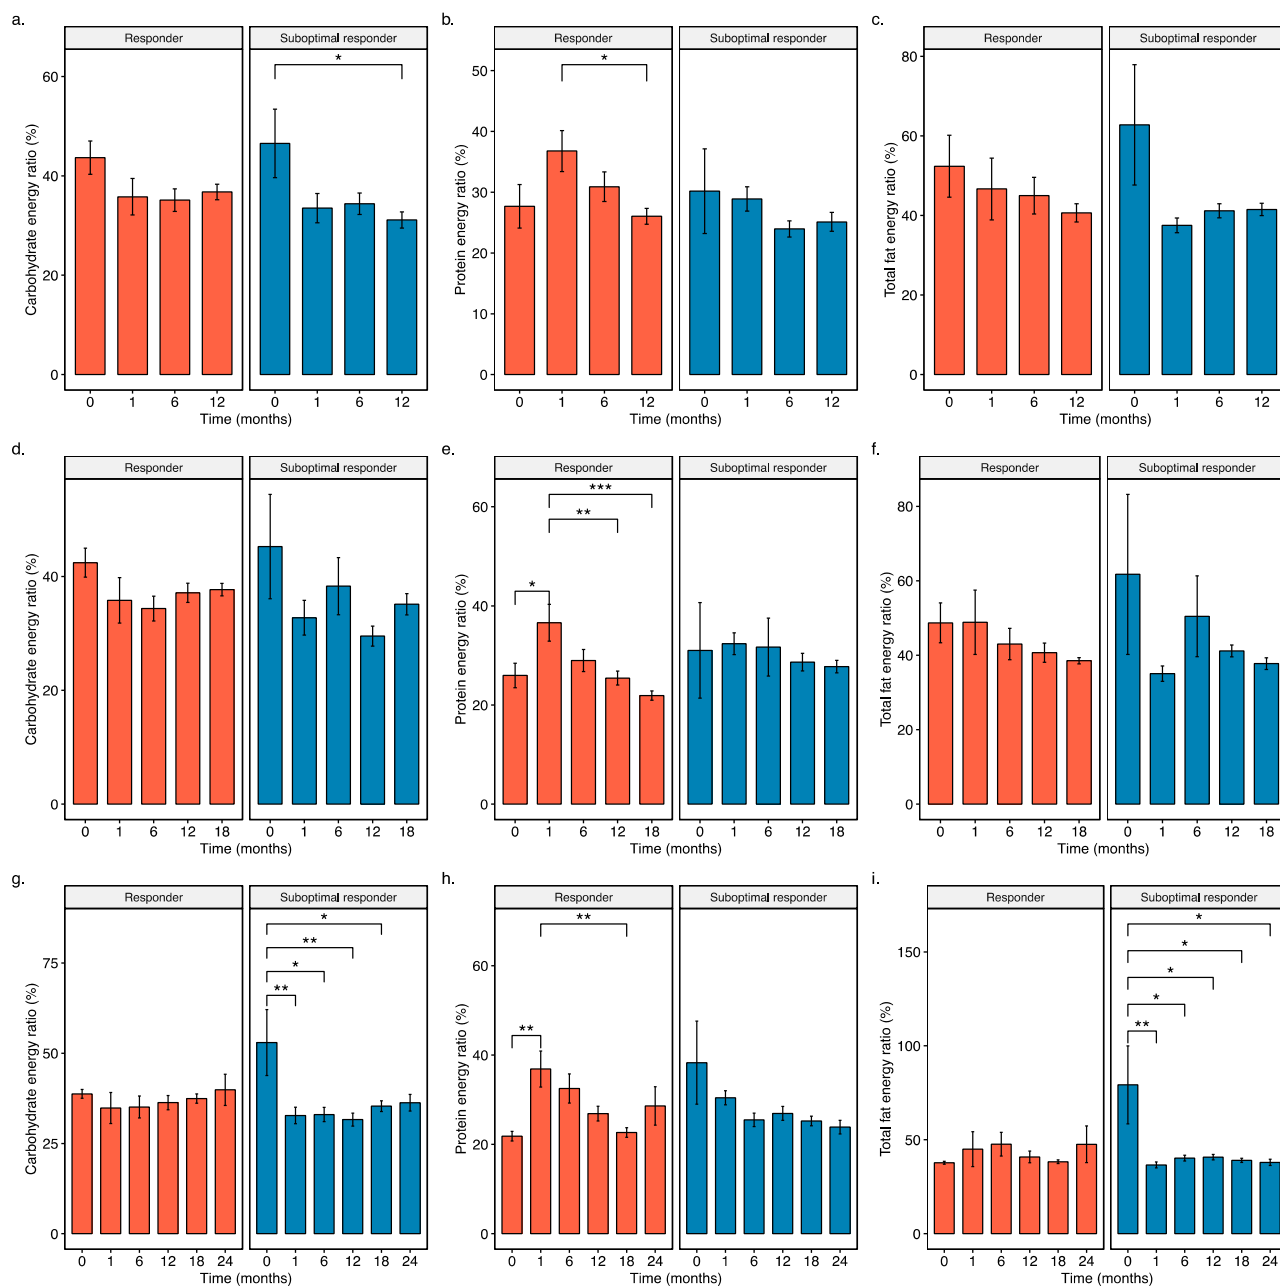 a.
Responder
Suboptimal responder
Carbohydrate energy ratio (%)
60
40
20
0
*
0 1 6 12
0 1 6 12
Time (months)
b.
Responder
Suboptimal responder
Protein energy ratio (%)
50
40
30
20
10
0
*
0 1 6 12
0 1 6 12
Time (months)
c.
Responder
Suboptimal responder
Total fat energy ratio (%)
80
60
40
20
0
0 1 6 12
0 1 6 12
Time (months)
d.
Responder
Suboptimal responder
Carbohydrate energy ratio (%)
40
20
0
0 1 6 12 18
0 1 6 12 18
Time (months)
e.
Responder
Suboptimal responder
Protein energy ratio (%)
60
40
20
0
***
**
*
0 1 6 12 18
0 1 6 12 18
Time (months)
f.
Responder
Suboptimal responder
Total fat energy ratio (%)
80
60
40
20
0
0 1 6 12 18
0 1 6 12 18
Time (months)
g.
Responder
Suboptimal responder
Carbohydrate energy ratio (%)
75
50
25
0
*
**
*
**
0 1 6 12 18 24
0 1 6 12 18 24
Time (months)
h.
Responder
Suboptimal responder
Protein energy ratio (%)
60
40
20
0
**
**
0 1 6 12 18 24
0 1 6 12 18 24
Time (months)
i.
Responder
Suboptimal responder
Total fat energy ratio (%)
150
100
50
0
*
*
*
*
**
0 1 6 12 18 24
0 1 6 12 18 24
Time (months)